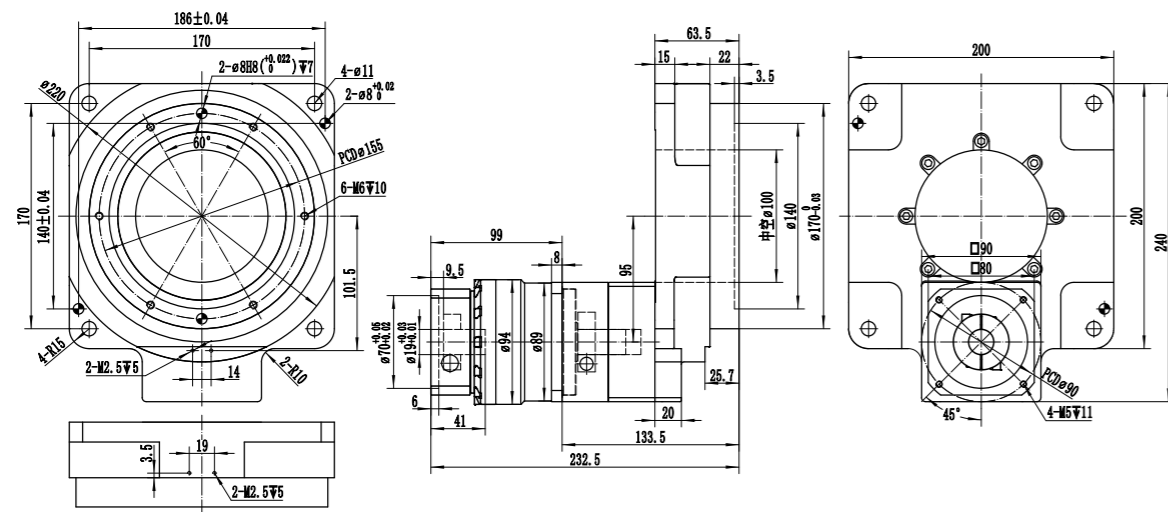 186±0.04
170
2-ø8H8(+0.022 0)↧7
4-ø11
2-ø8+0.02 0
ø220
60°
PCDø155
6-M6↧10
170
140±0.04
101.5
4-R15
2-M2.5↧5
14
2-R10
3.5
19
2-M2.5↧5
63.5
15
22
3.5
99
8
9.5
95
中空ø100
ø140
ø170 0 -0.03
ø70+0.05 +0.02
ø19+0.03 +0.01
ø94
ø89
6
41
25.7
20
133.5
232.5
200
200
240
□90
□80
PCDø90
4-M5↧11
45°